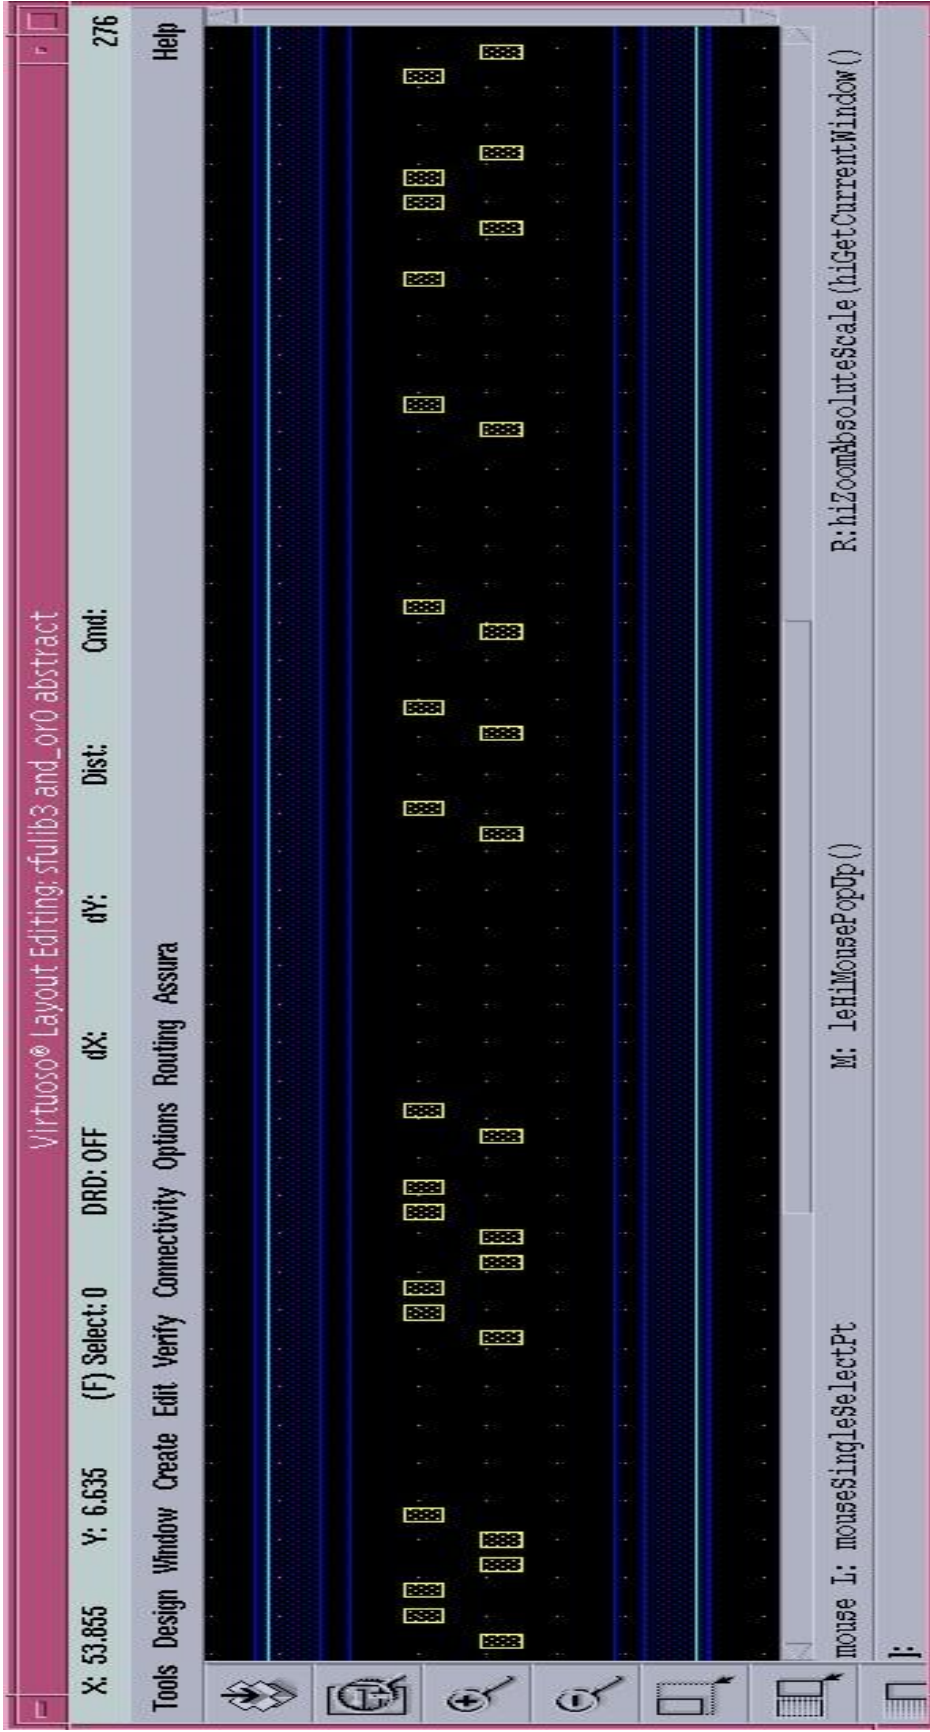 Virtuoso® Layout Editing: sfulib3 and_or0 abstract
X: 53.855 Y: 6.635 (F) Select: 0 DRD: OFF dX: dY: Dist: Cmd: 276
Tools Design Window Create Edit Verify Connectivity Options Routing Assura Help
mouse L: mouseSingleSelectPt M: leHiMousePopUp() R:hiZoomAbsoluteScale(hiGetCurrentWindow()